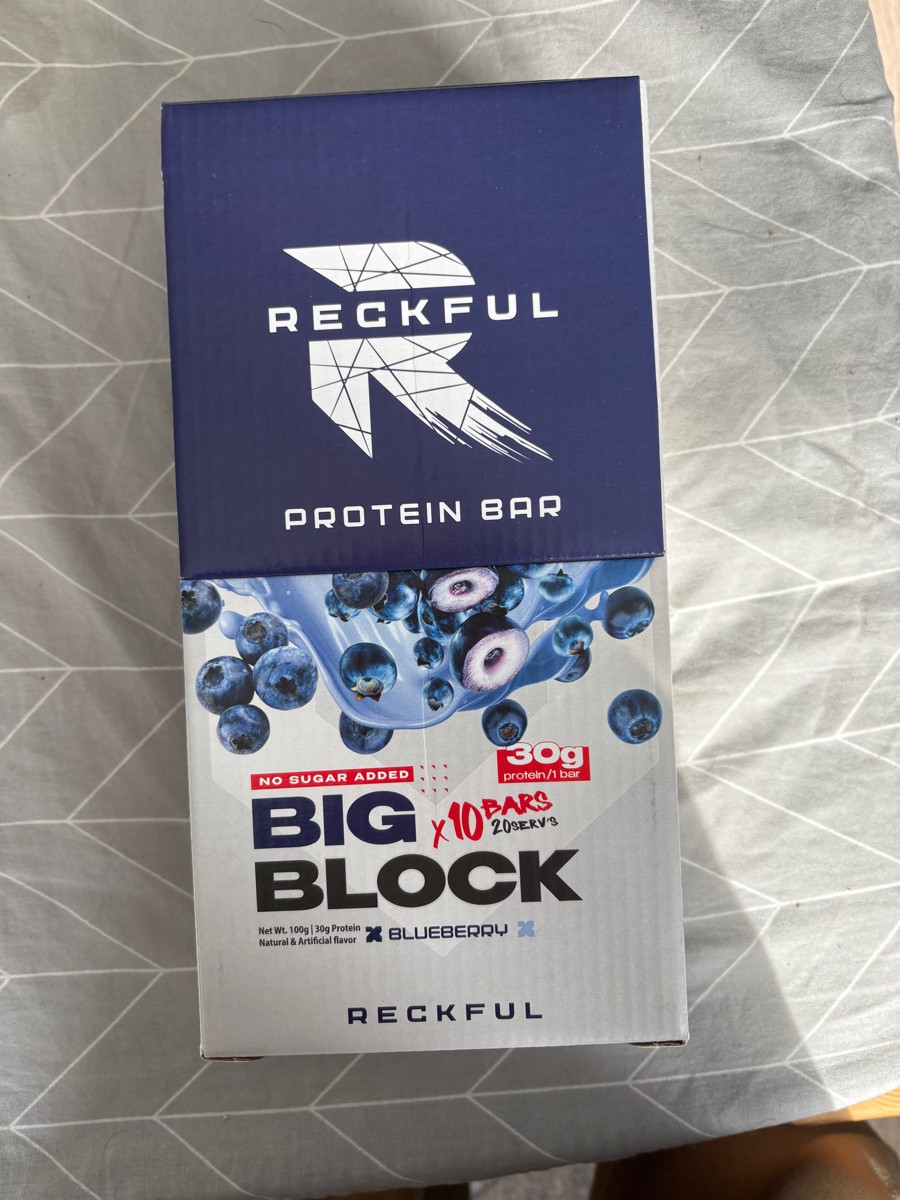 RECKFUL
PROTEIN BAR
30g
protein/1 bar
NO SUGAR ADDED
BIG
x10 BARS
20SERV'S
BLOCK
Net Wt. 100g | 30g Protein
Natural & Artificial flavor
BLUEBERRY
RECKFUL